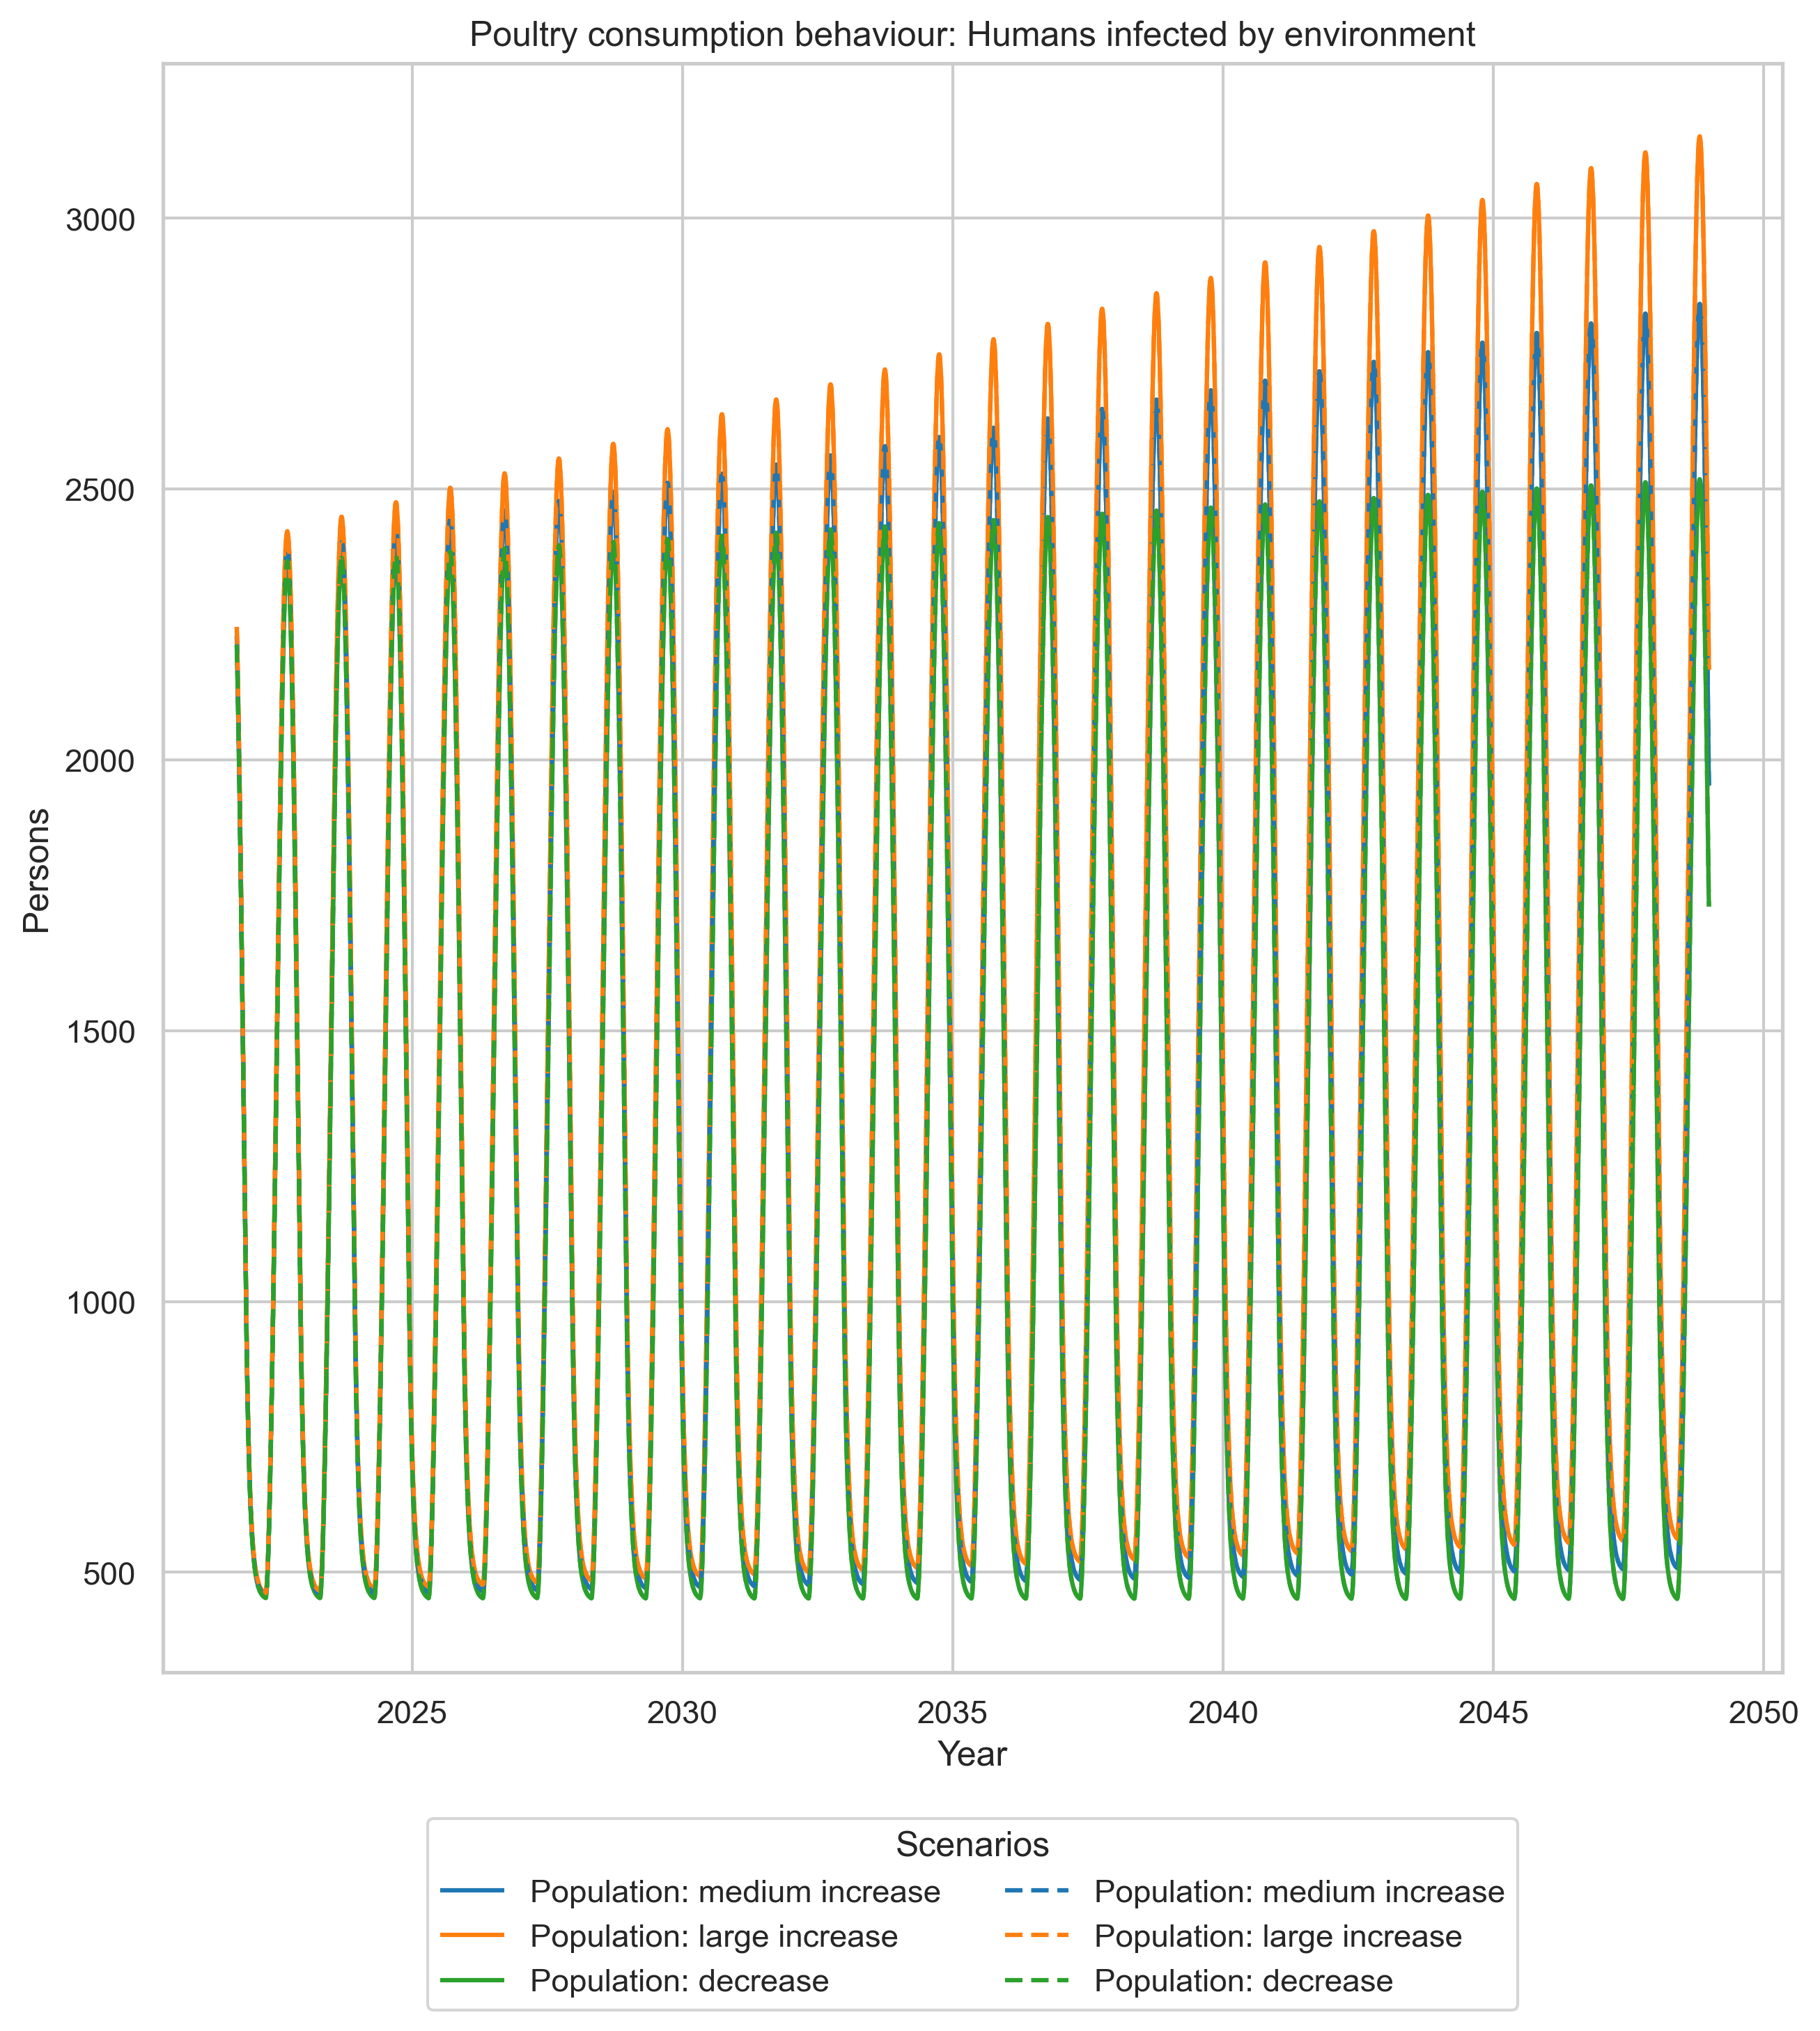 Poultry consumption behaviour: Humans infected by environment
3000
2500
2000
1500
1000
500
Persons
2025 2030 2035 2040 2045 2050
Year
Scenarios
Population: medium increase Population: medium increase
Population: large increase Population: large increase
Population: decrease Population: decrease